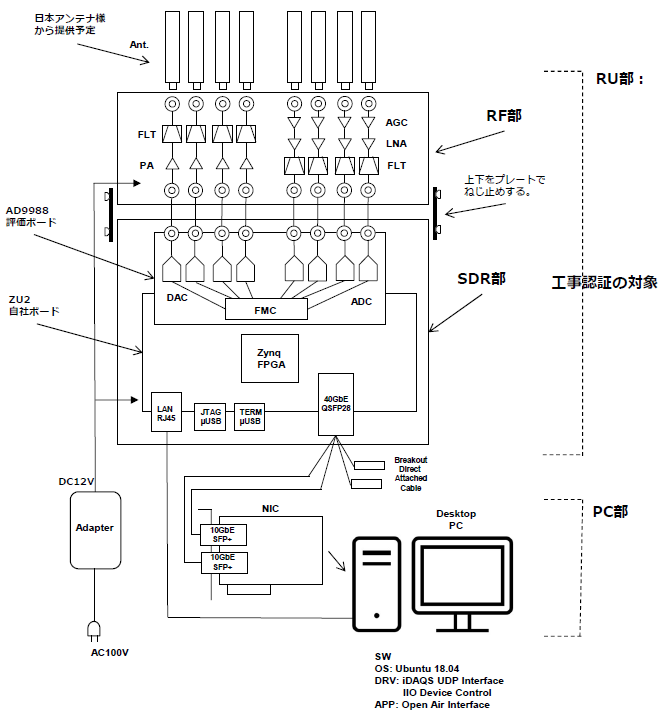 日本アンテナ様
から提供予定
Ant.
RU部：
RF部
AGC
FLT
LNA
PA
FLT
上下をプレートで
ねじ止めする。
AD9988
評価ボード
DAC
ADC
FMC
SDR部
工事認証の対象
ZU2
自社ボード
Zynq
FPGA
LAN
RJ45
JTAG
μUSB
TERM
μUSB
40GbE
QSFP28
Breakout
Direct
Attached
Cable
DC12V
NIC
Adapter
10GbE
SFP+
10GbE
SFP+
Desktop
PC
PC部
AC100V
SW
OS: Ubuntu 18.04
DRV: iDAQS UDP Interface
IIO Device Control
APP: Open Air Interface